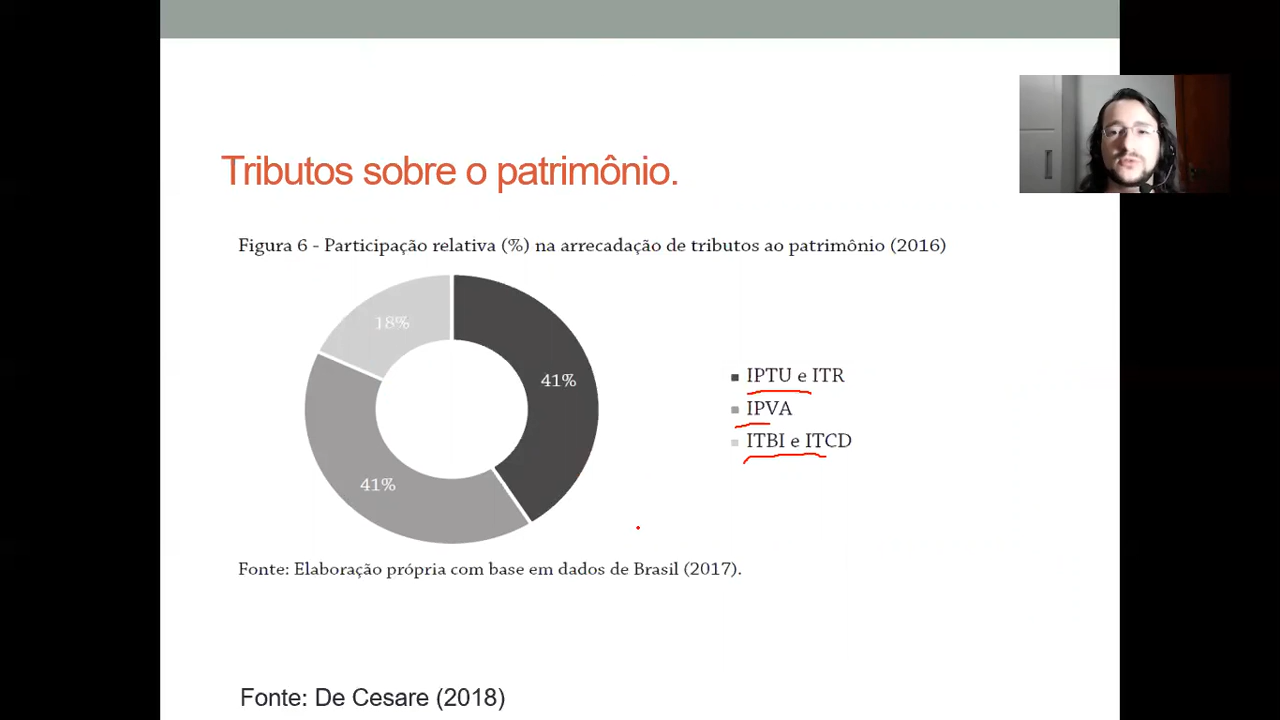 Tributos sobre o patrimônio.
Figura 6 - Participação relativa (%) na arrecadação de tributos ao patrimônio (2016)
18%
41%
41%
IPTU e ITR
IPVA
ITBI e ITCD
Fonte: Elaboração própria com base em dados de Brasil (2017).
Fonte: De Cesare (2018)